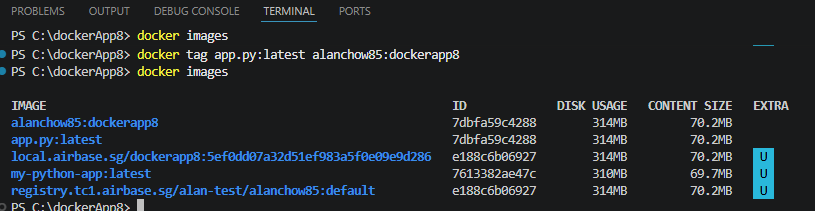 PROBLEMS OUTPUT DEBUG CONSOLE TERMINAL PORTS
PS C:\dockerApp8> docker images
PS C:\dockerApp8> docker tag app.py:latest alanchow85:dockerapp8
PS C:\dockerApp8> docker images
IMAGE ID DISK USAGE CONTENT SIZE EXTRA
alanchow85:dockerapp8 7dbfa59c4288 314MB 70.2MB
app.py:latest 7dbfa59c4288 314MB 70.2MB
local.airbase.sg/dockerapp8:5ef0dd07a32d51ef983a5f0e09e9d286 e188c6b06927 314MB 70.2MB U
my-python-app:latest 7613382ae47c 310MB 69.7MB U
registry.tc1.airbase.sg/alan-test/alanchow85:default e188c6b06927 314MB 70.2MB U
PS C:\dockerApp8>